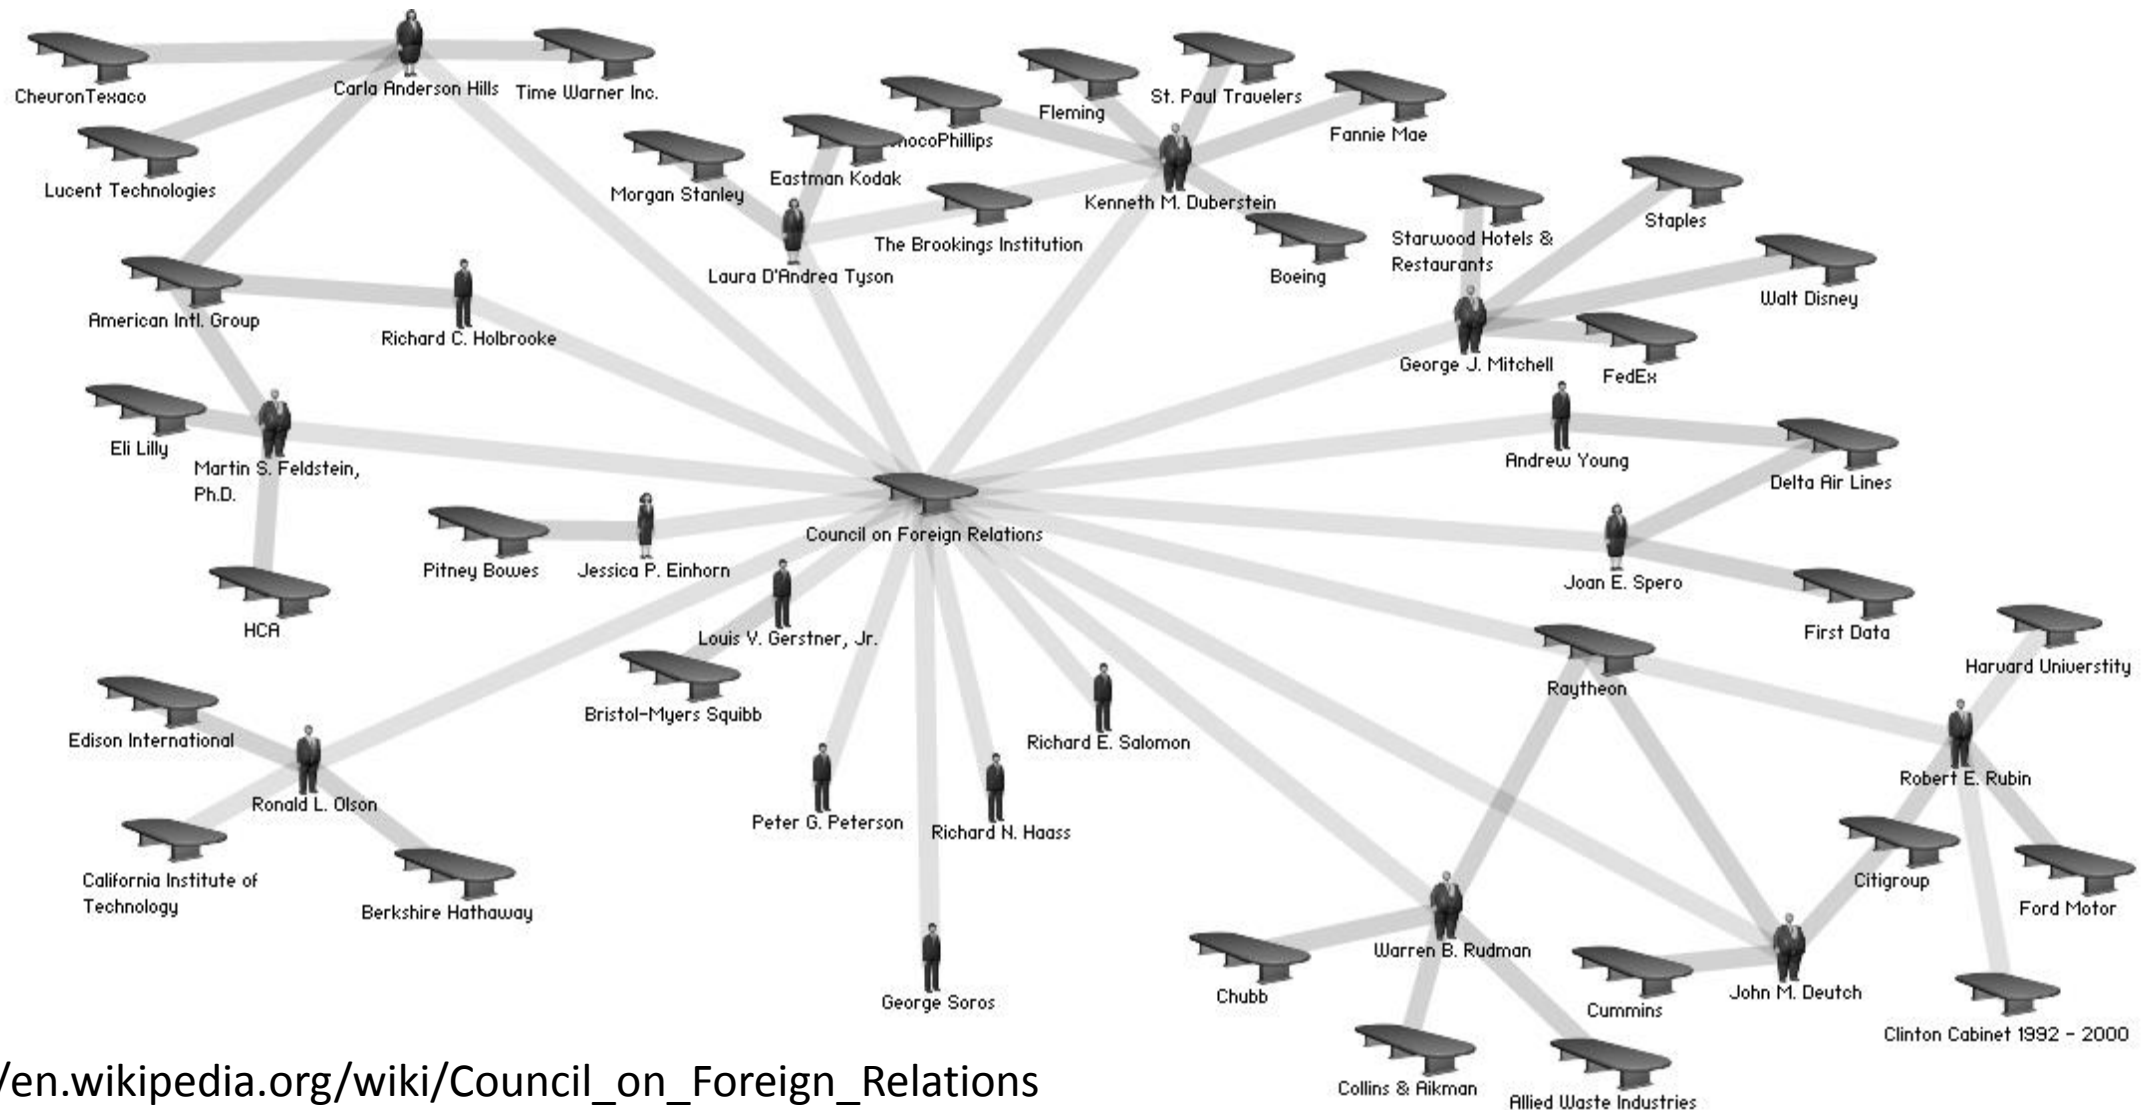 ChevronTexaco
Carla Anderson Hills
Time Warner Inc.
Lucent Technologies
Morgan Stanley
Eastman Kodak
nocoPhillips
Fleming
St. Paul Travelers
Fannie Mae
Kenneth M. Duberstein
The Brookings Institution
Laura D'Andrea Tyson
Boeing
Starwood Hotels &
Restaurants
Staples
Walt Disney
American Intl. Group
Richard C. Holbrooke
George J. Mitchell
FedEx
Eli Lilly
Martin S. Feldstein,
Ph.D.
Andrew Young
Delta Air Lines
Council on Foreign Relations
Pitney Bowes
Jessica P. Einhorn
Joan E. Spero
HCA
Louis V. Gerstner, Jr.
First Data
Harvard Universtity
Raytheon
Bristol-Myers Squibb
Edison International
Richard E. Salomon
Robert E. Rubin
Ronald L. Olson
Peter G. Peterson
Richard N. Haass
California Institute of
Technology
Berkshire Hathaway
Citigroup
Ford Motor
Warren B. Rudman
George Soros
Chubb
Cummins
John M. Deutch
Clinton Cabinet 1992 - 2000
Collins & Aikman
Allied Waste Industries
/en.wikipedia.org/wiki/Council_on_Foreign_Relations